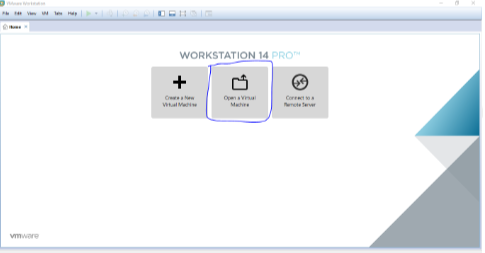 VMware Workstation
File Edit View VM Tabs Help
Home
WORKSTATION 14 PRO™
Create a New
Virtual Machine
Open a Virtual
Machine
Connect to a
Remote Server
vmware